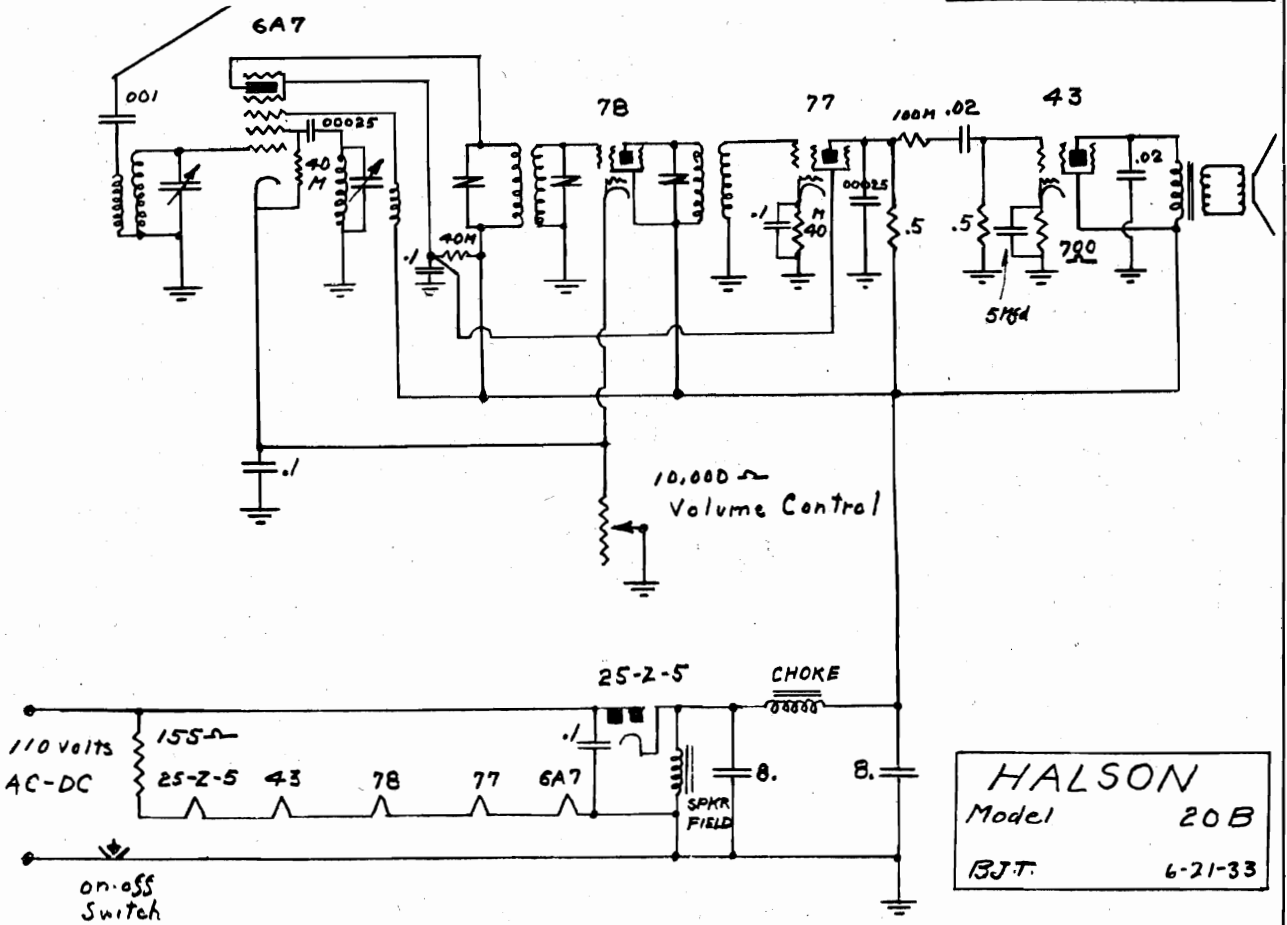 6A7
001
00025
40
M
78
77
100M
.02
43
.02
40M
.1
.1
M
40
00025
.5
.5
700
Ω
5Mfd
.1
10,000 Ω
Volume Control
25-Z-5
CHOKE
110 volts
AC-DC
155Ω
25-Z-5 43 78 77 6A7
.1
SPKR
FIELD
8.
8.
on-off
Switch
HALSON
Model 20B
B.J.T. 6-21-33